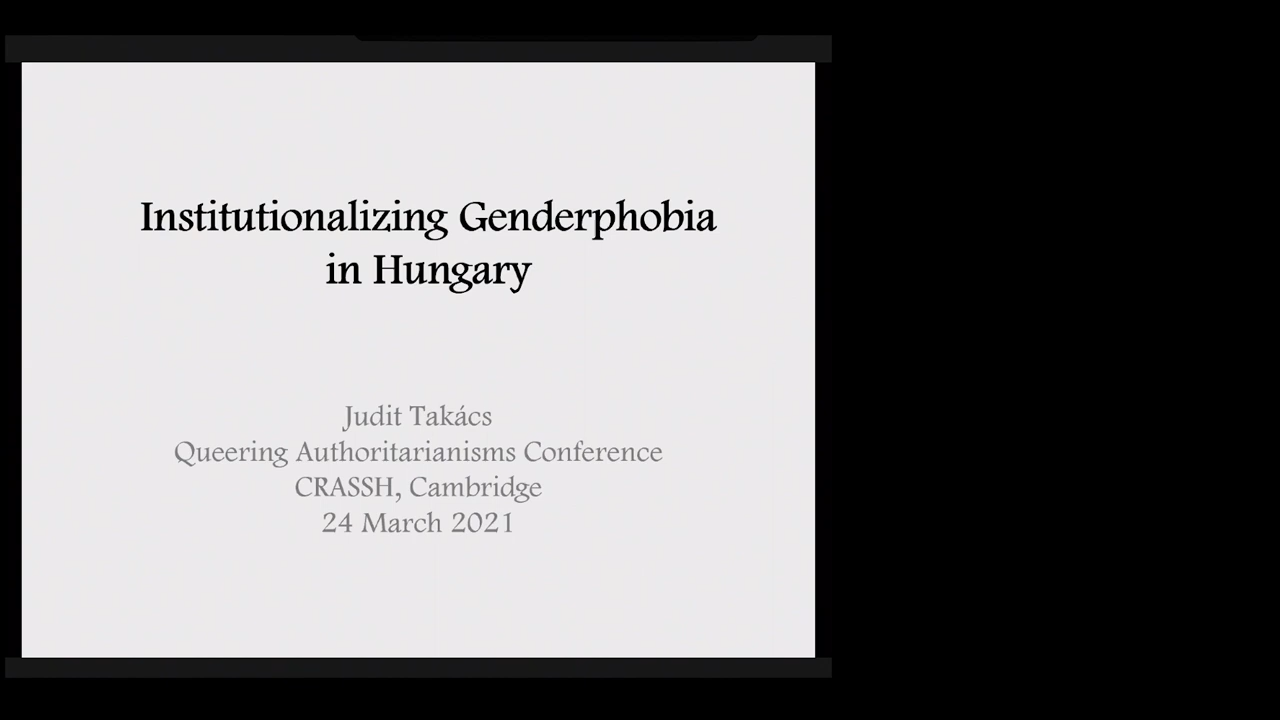 Institutionalizing Genderphobia
in Hungary
Judit Takács
Queering Authoritarianisms Conference
CRASSH, Cambridge
24 March 2021